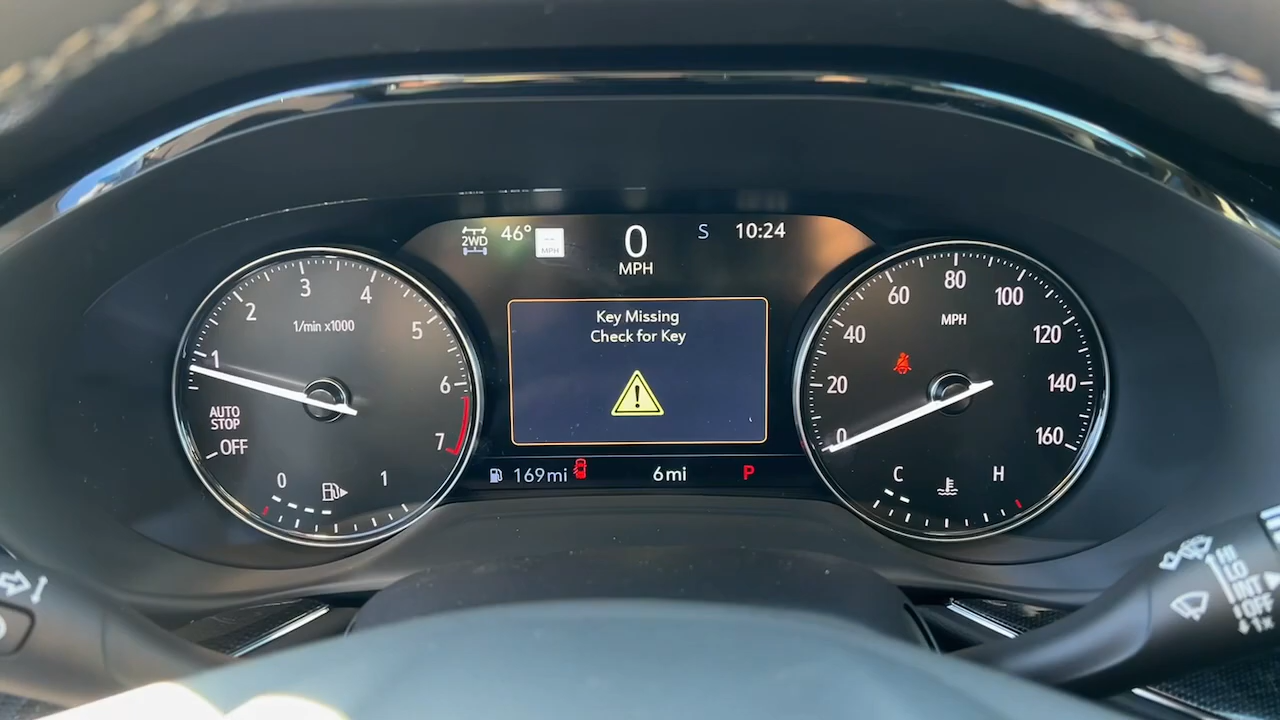 2WD 46° MPH
0 MPH
S
10:24
Key Missing
Check for Key
169mi
6mi
P
1
2
3
4
5
6
7
1/min x1000
AUTO
STOP
OFF
0
1
0
20
40
60
80
100
120
140
160
MPH
C
H
HI
LO
INT
OFF
1x